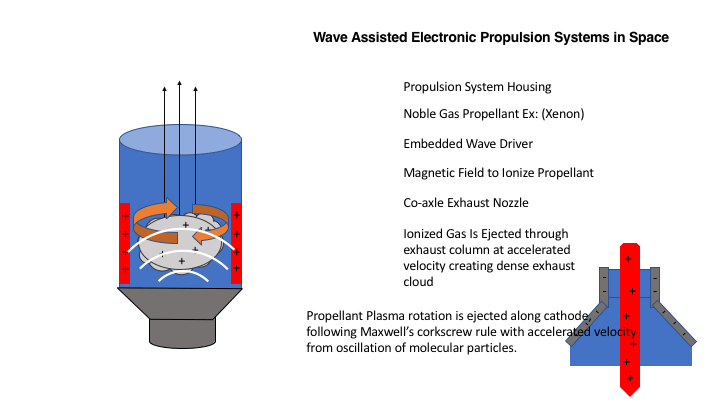 Wave Assisted Electronic Propulsion Systems in Space
Propulsion System Housing
Noble Gas Propellant Ex: (Xenon)
Embedded Wave Driver
Magnetic Field to Ionize Propellant
Co-axle Exhaust Nozzle
Ionized Gas Is Ejected through
exhaust column at accelerated
velocity creating dense exhaust
cloud
Propellant Plasma rotation is ejected along cathode
following Maxwell’s corkscrew rule with accelerated velocity
from oscillation of molecular particles.